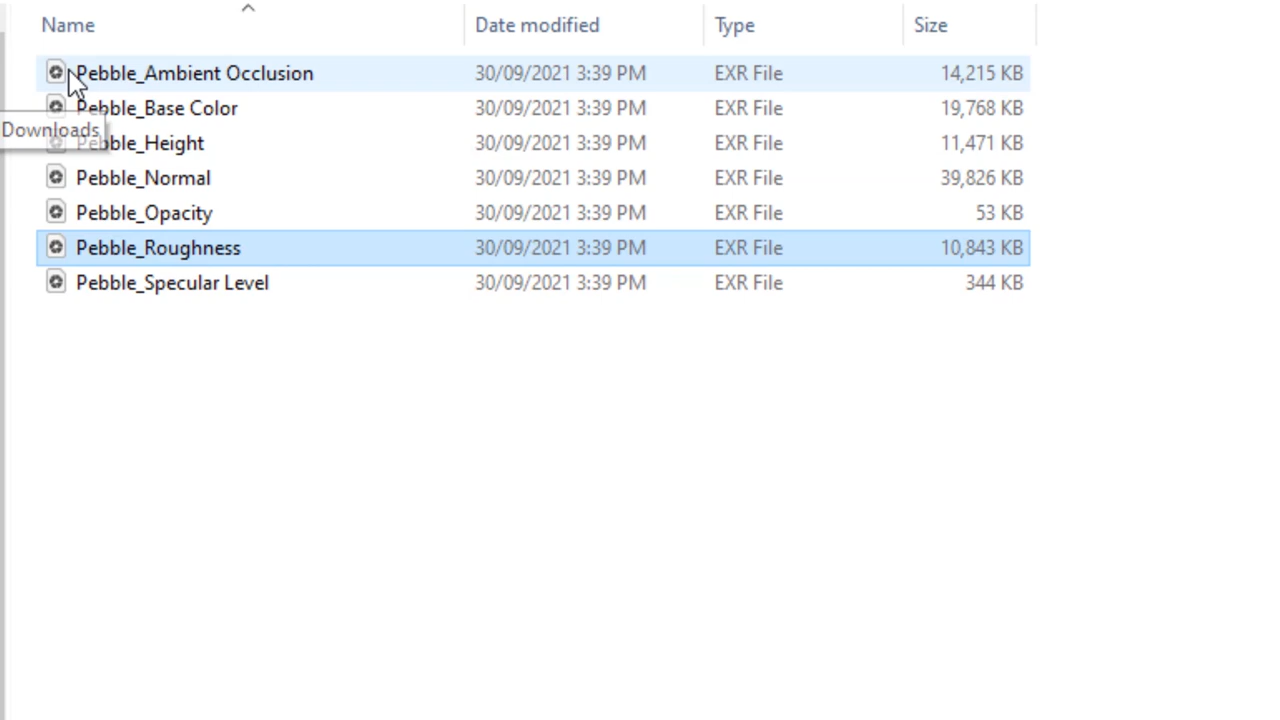 Name Date modified Type Size
Pebble_Ambient Occlusion 30/09/2021 3:39 PM EXR File 14,215 KB
Pebble_Base Color 30/09/2021 3:39 PM EXR File 19,768 KB
Downloads
Pebble_Height 30/09/2021 3:39 PM EXR File 11,471 KB
Pebble_Normal 30/09/2021 3:39 PM EXR File 39,826 KB
Pebble_Opacity 30/09/2021 3:39 PM EXR File 53 KB
Pebble_Roughness 30/09/2021 3:39 PM EXR File 10,843 KB
Pebble_Specular Level 30/09/2021 3:39 PM EXR File 344 KB